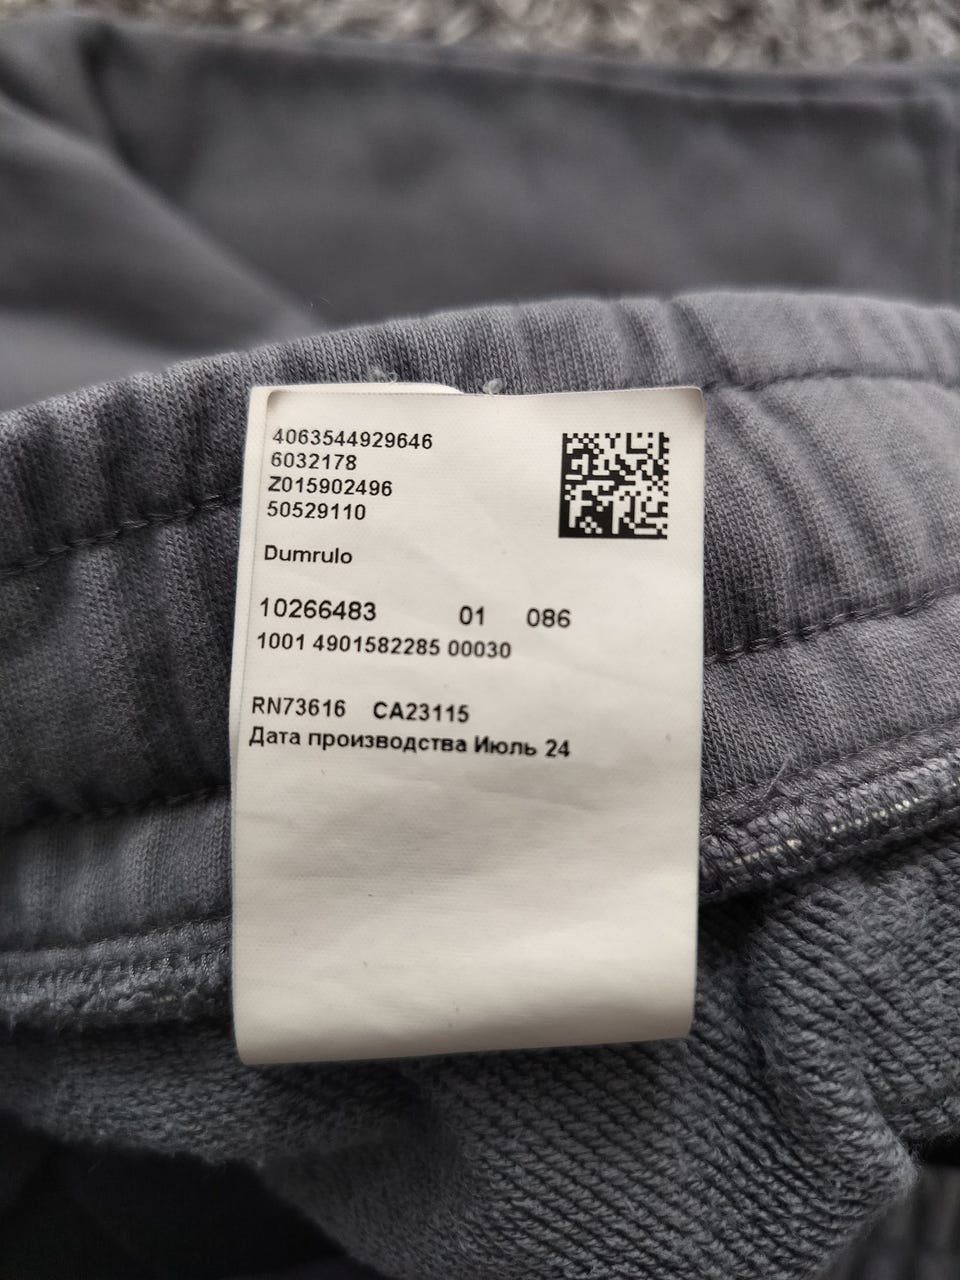 4063544929646
6032178
Z015902496
50529110
Dumrulo
10266483 01 086
1001 4901582285 00030
RN73616 CA23115
Дата производства Июль 24